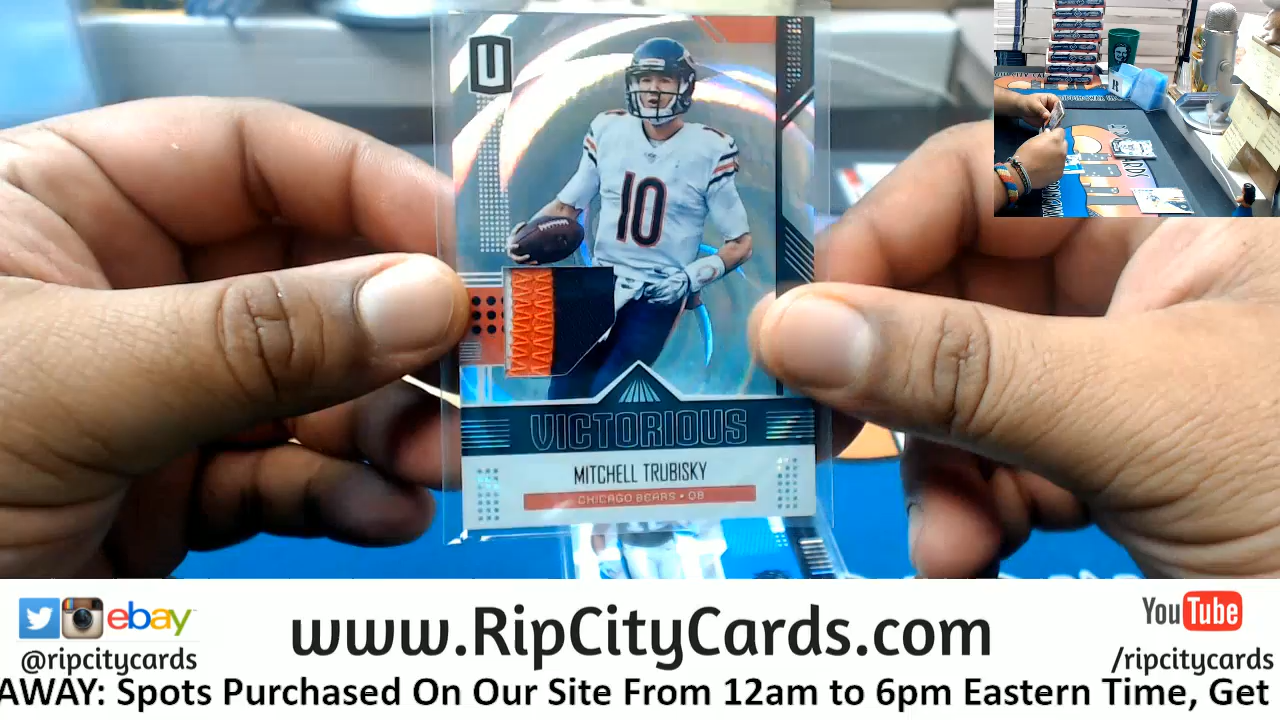 U
10
10
VICTORIOUS
MITCHELL TRUBISKY
CHICAGO BEARS • QB
ebay
@ripcitycards
www.RipCityCards.com
YouTube
/ripcitycards
AWAY: Spots Purchased On Our Site From 12am to 6pm Eastern Time, Get